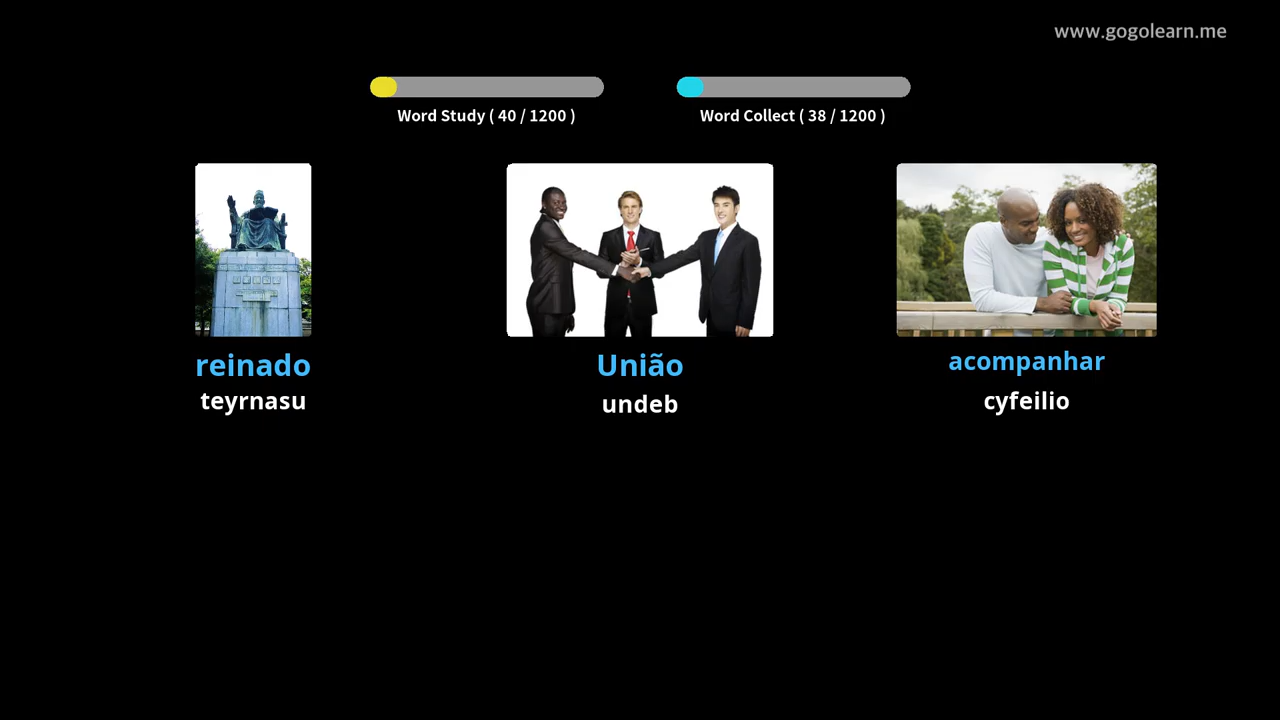 www.gogolearn.me
Word Study ( 40 / 1200 )
Word Collect ( 38 / 1200 )
reinado
teyrnasu
União
undeb
acompanhar
cyfeilio